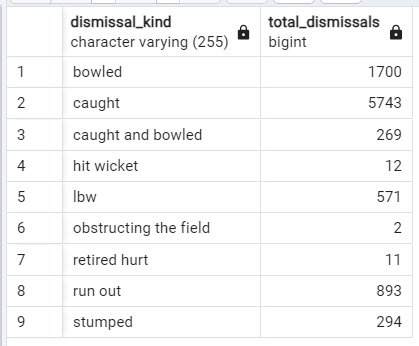 dismissal_kind total_dismissals
character varying (255) bigint
1 bowled 1700
2 caught 5743
3 caught and bowled 269
4 hit wicket 12
5 lbw 571
6 obstructing the field 2
7 retired hurt 11
8 run out 893
9 stumped 294